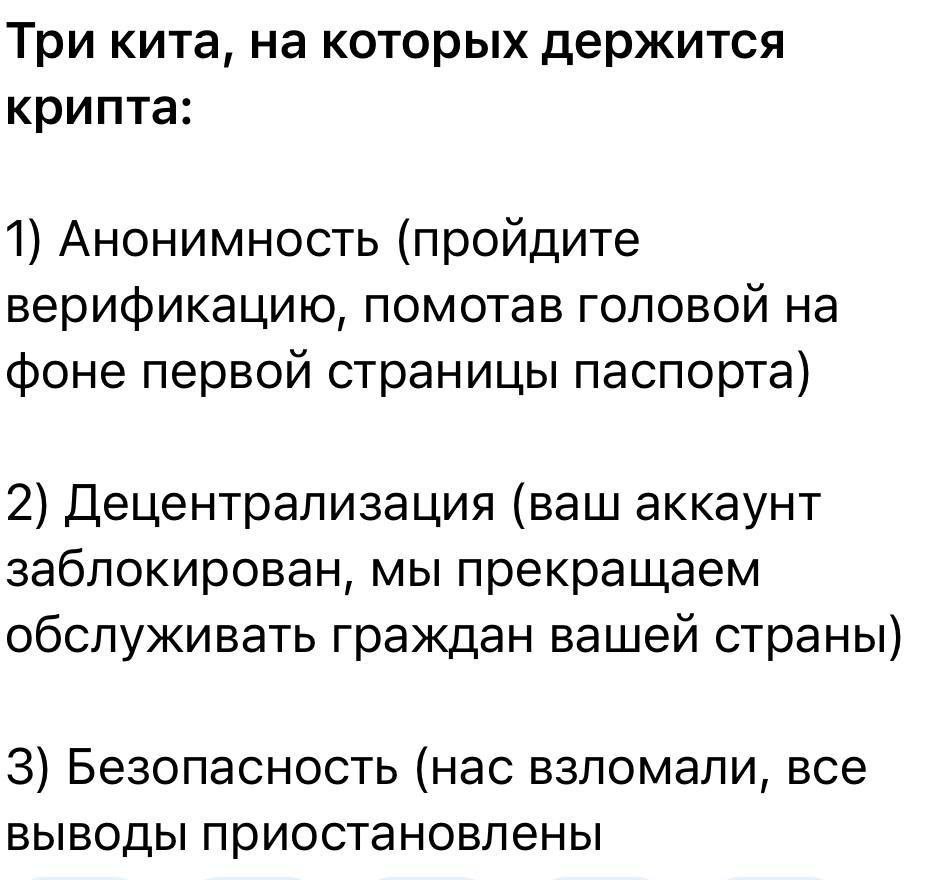 Три кита, на которых держится
крипта:
1) Анонимность (пройдите
верификацию, помотав головой на
фоне первой страницы паспорта)
2) Децентрализация (ваш аккаунт
заблокирован, мы прекращаем
обслуживать граждан вашей страны)
3) Безопасность (нас взломали, все
выводы приостановлены